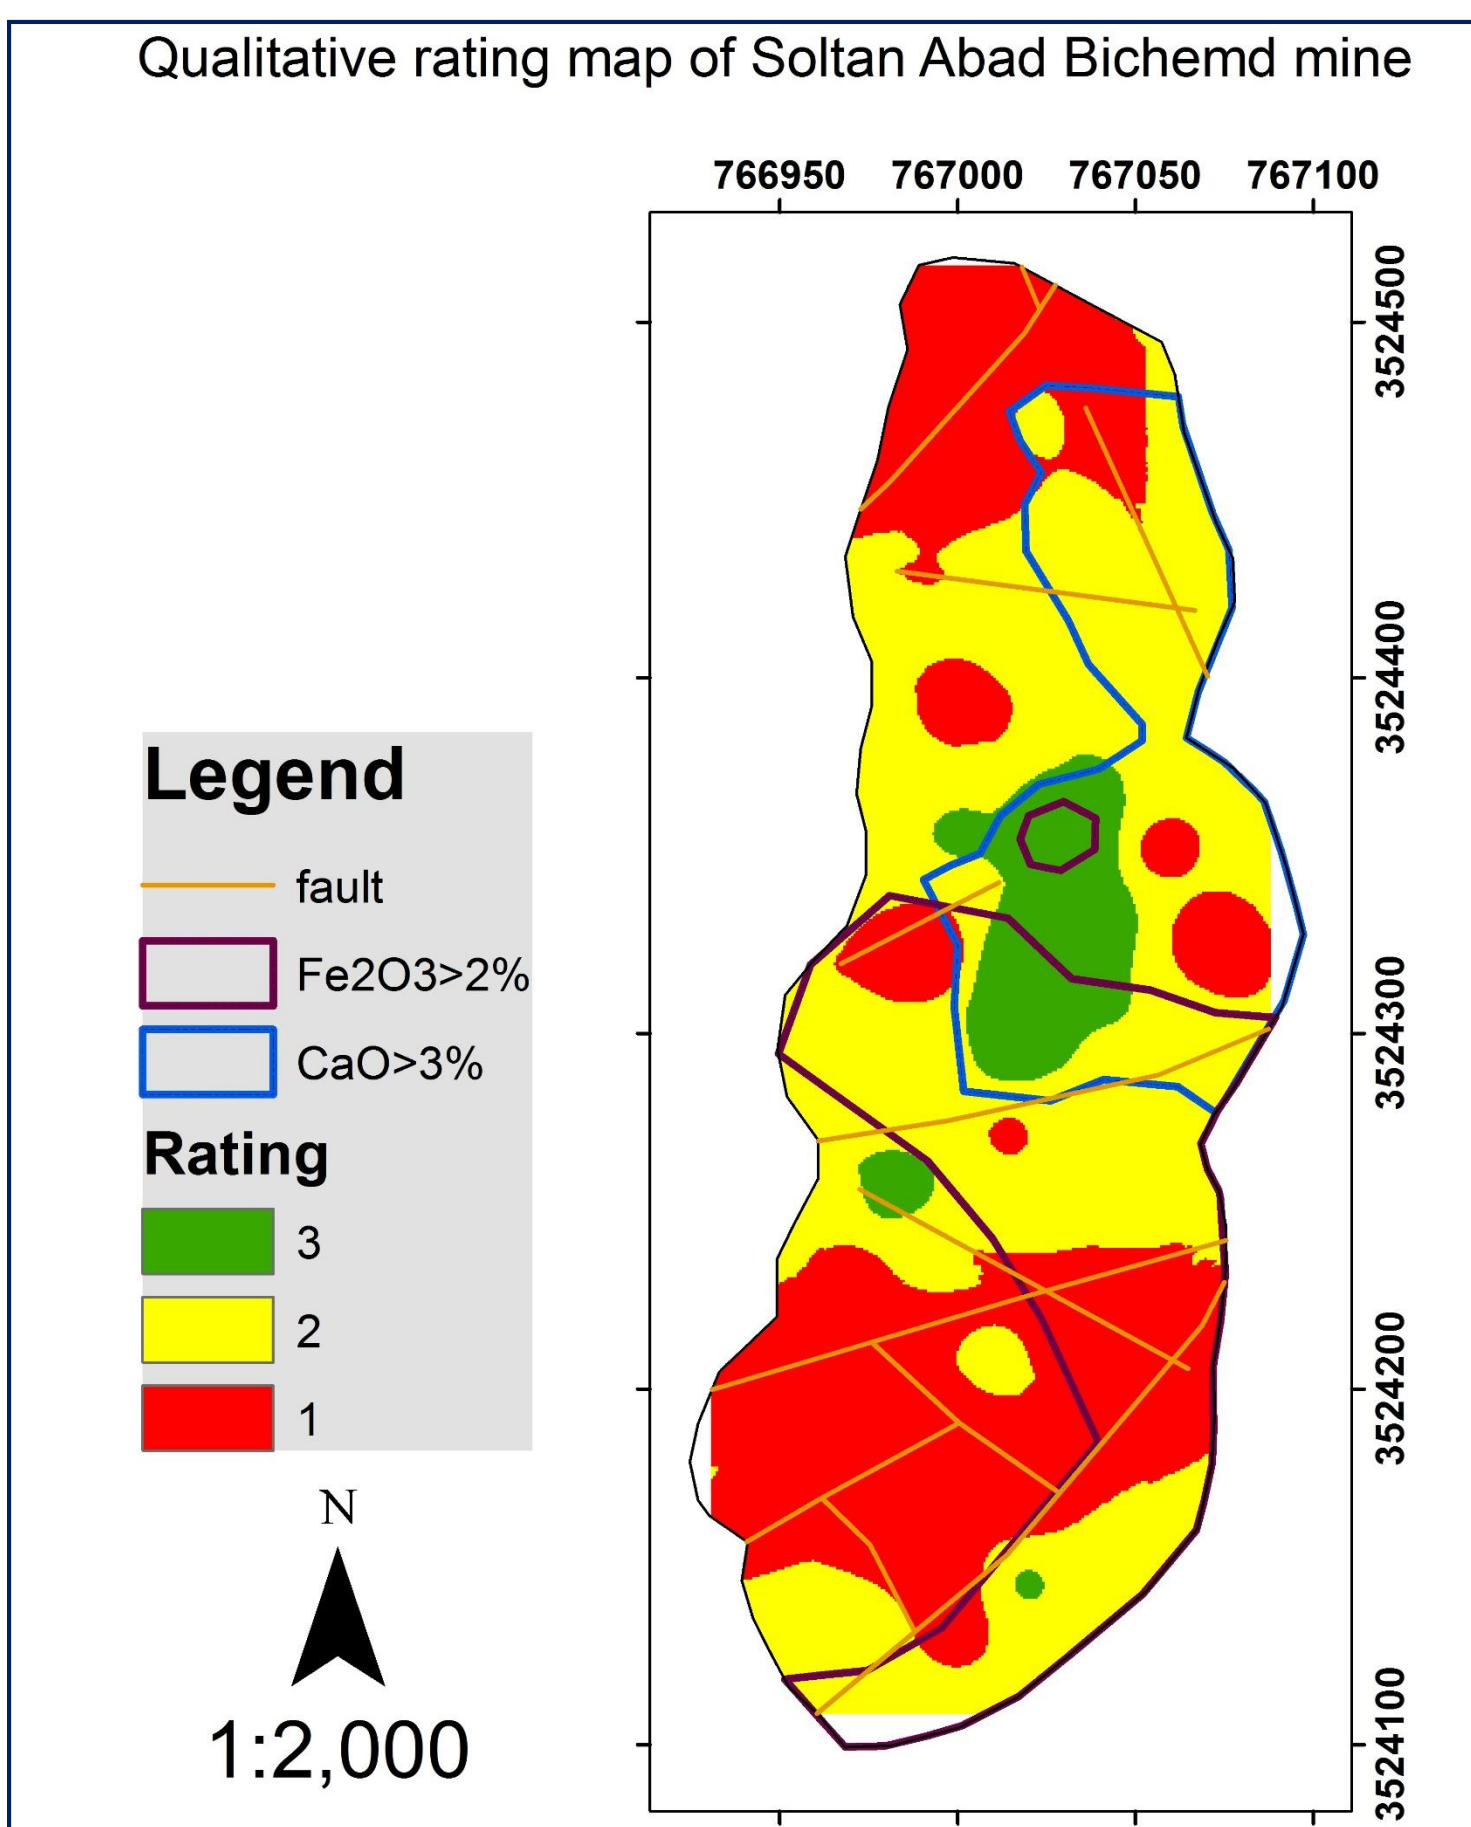 Qualitative rating map of Soltan Abad Bichemd mine
766950 767000 767050 767100
3524500
3524400
3524300
3524200
3524100
Legend
fault
Fe2O3>2%
CaO>3%
Rating
3
2
1
N
1:2,000